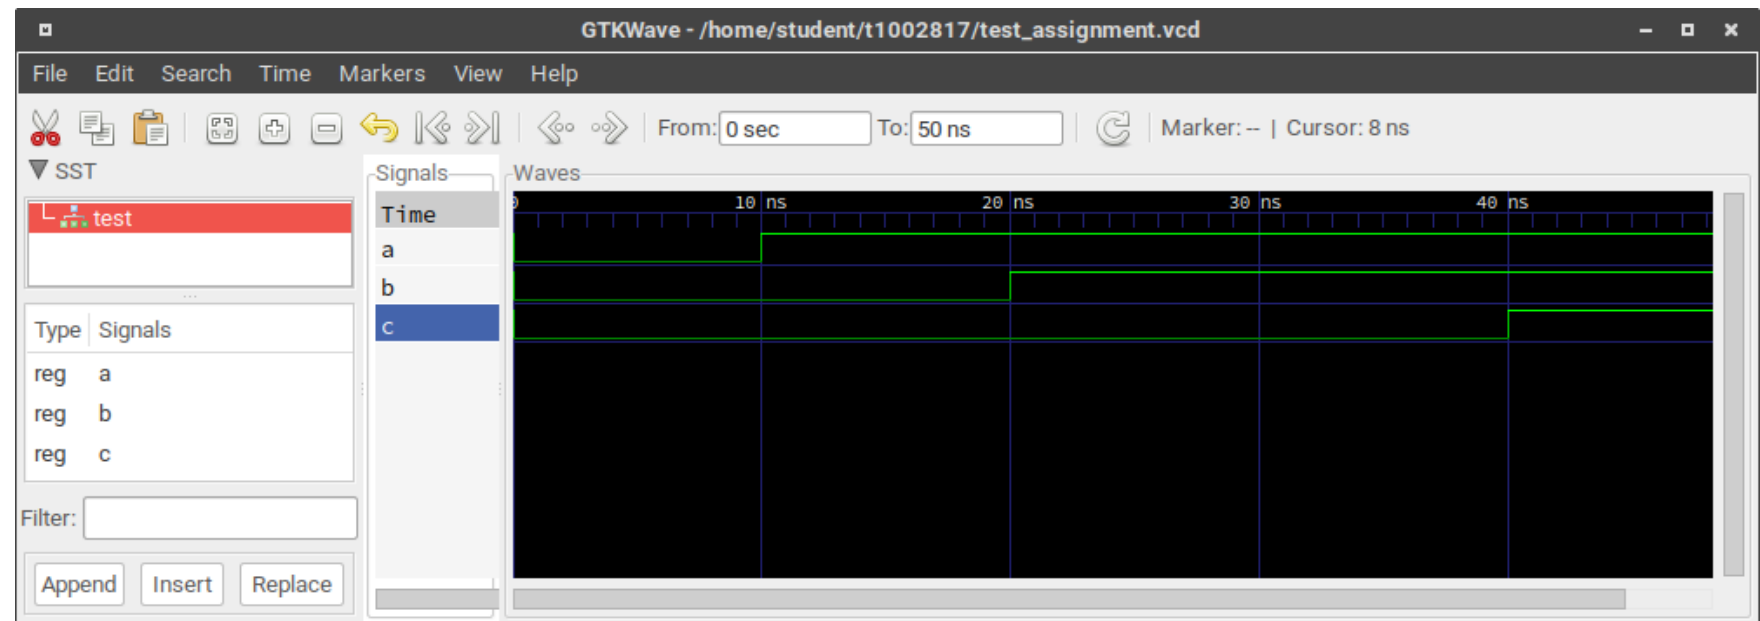 GTKWave - /home/student/t1002817/test_assignment.vcd
File Edit Search Time Markers View Help
From: 0 sec To: 50 ns Marker: -- | Cursor: 8 ns
SST
test
Type Signals
reg a
reg b
reg c
Filter:
Append Insert Replace
Signals
Time
a
b
c
Waves
0 10 ns 20 ns 30 ns 40 ns